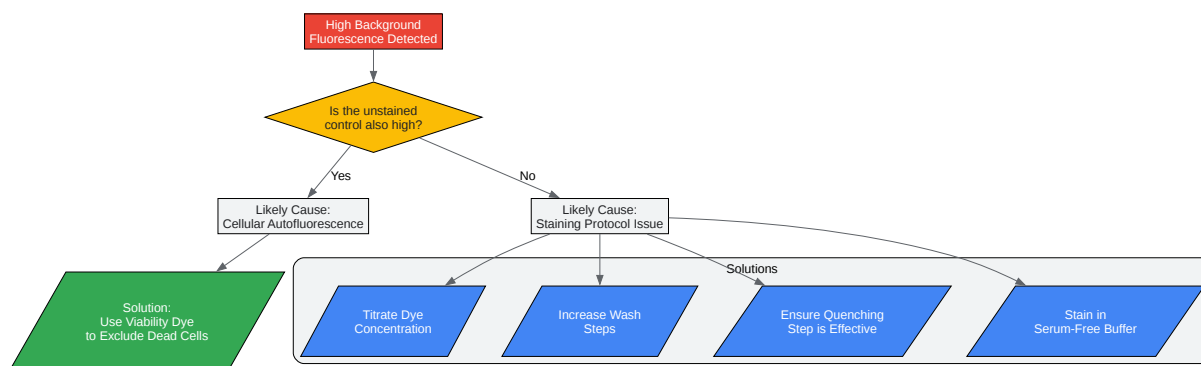 High Background
Fluorescence Detected
Is the unstained
control also high?
Yes
No
Likely Cause:
Cellular Autofluorescence
Likely Cause:
Staining Protocol Issue
Solutions
Solution:
Use Viability Dye
to Exclude Dead Cells
Titrate Dye
Concentration
Increase Wash
Steps
Ensure Quenching
Step is Effective
Stain in
Serum-Free Buffer